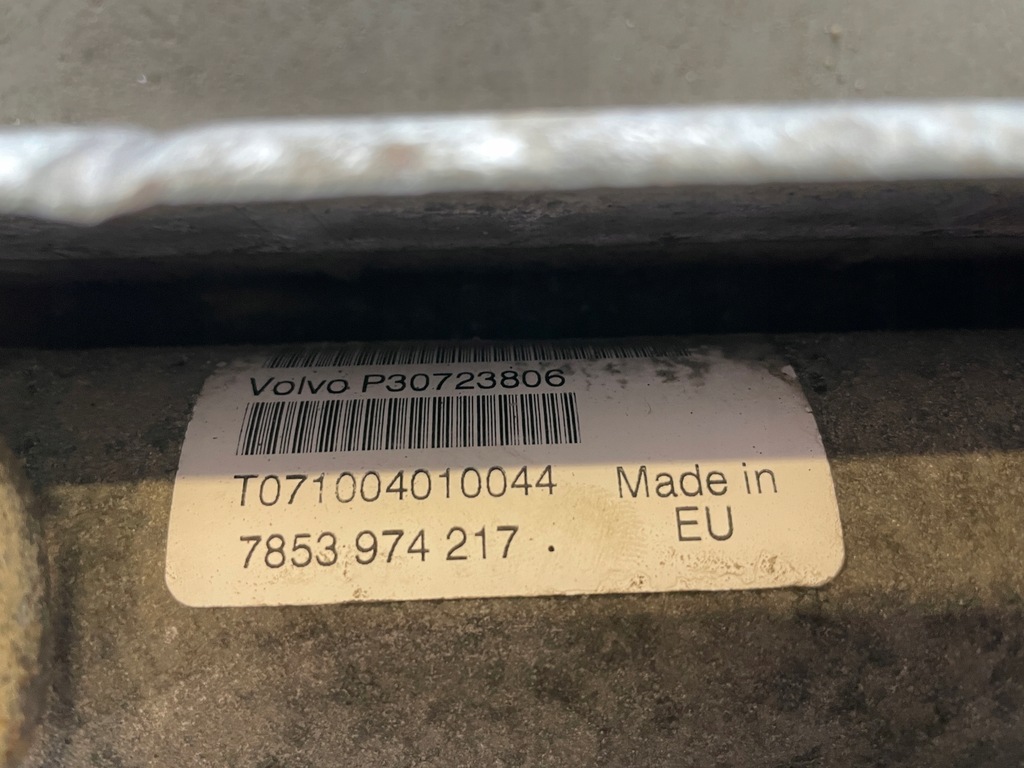 Volvo P30723806
T071004010044 Made in
7853 974 217 . EU